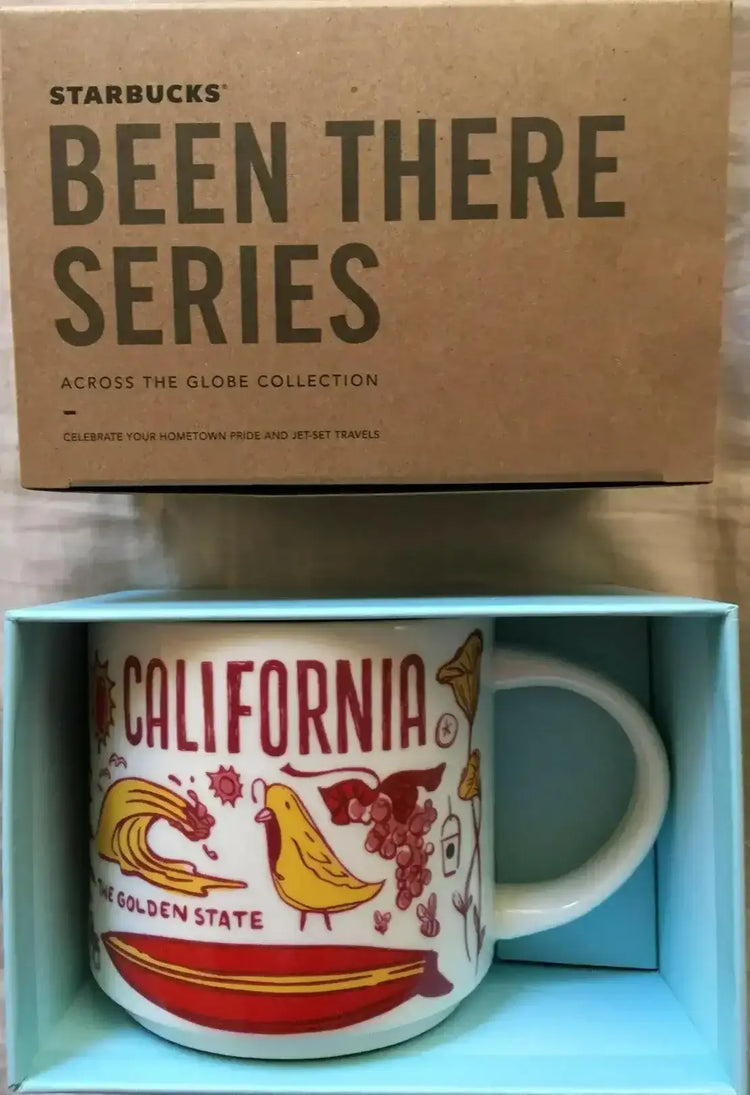 STARBUCKS®
BEEN THERE
SERIES
ACROSS THE GLOBE COLLECTION
CELEBRATE YOUR HOMETOWN PRIDE AND JET-SET TRAVELS
CALIFORNIA
THE GOLDEN STATE